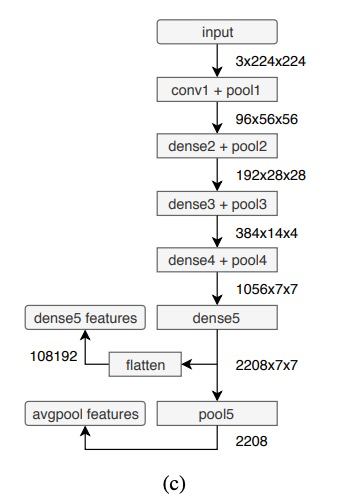 input
3x224x224
conv1 + pool1
96x56x56
dense2 + pool2
192x28x28
dense3 + pool3
384x14x4
dense4 + pool4
1056x7x7
dense5 features
dense5
108192
flatten
2208x7x7
avgpool features
pool5
2208
(c)